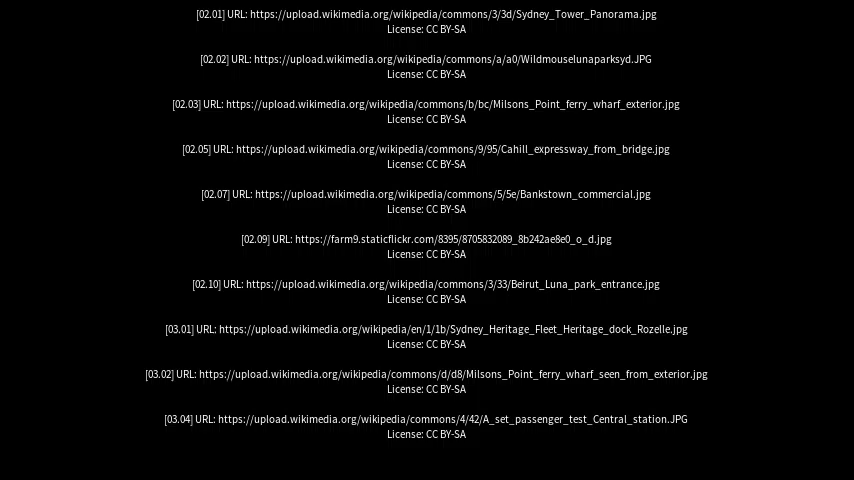 [02.01] URL: https://upload.wikimedia.org/wikipedia/commons/3/3d/Sydney_Tower_Panorama.jpg
License: CC BY-SA
[02.02] URL: https://upload.wikimedia.org/wikipedia/commons/a/a0/Wildmouselunaparksyd.JPG
License: CC BY-SA
[02.03] URL: https://upload.wikimedia.org/wikipedia/commons/b/bc/Milsons_Point_ferry_wharf_exterior.jpg
License: CC BY-SA
[02.05] URL: https://upload.wikimedia.org/wikipedia/commons/9/95/Cahill_expressway_from_bridge.jpg
License: CC BY-SA
[02.07] URL: https://upload.wikimedia.org/wikipedia/commons/5/5e/Bankstown_commercial.jpg
License: CC BY-SA
[02.09] URL: https://farm9.staticflickr.com/8395/8705832089_8b242ae8e0_o_d.jpg
License: CC BY-SA
[02.10] URL: https://upload.wikimedia.org/wikipedia/commons/3/33/Beirut_Luna_park_entrance.jpg
License: CC BY-SA
[03.01] URL: https://upload.wikimedia.org/wikipedia/en/1/1b/Sydney_Heritage_Fleet_Heritage_dock_Rozelle.jpg
License: CC BY-SA
[03.02] URL: https://upload.wikimedia.org/wikipedia/commons/d/d8/Milsons_Point_ferry_wharf_seen_from_exterior.jpg
License: CC BY-SA
[03.04] URL: https://upload.wikimedia.org/wikipedia/commons/4/42/A_set_passenger_test_Central_station.JPG
License: CC BY-SA